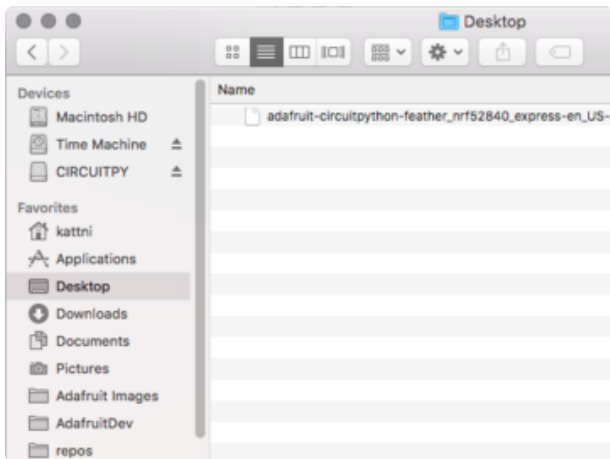 Desktop
Devices
Macintosh HD
Time Machine
CIRCUITPY
Favorites
kattni
Applications
Desktop
Downloads
Documents
Pictures
Adafruit Images
AdafruitDev
repos
Name
adafruit-circuitpython-feather_nrf52840_express-en_US-